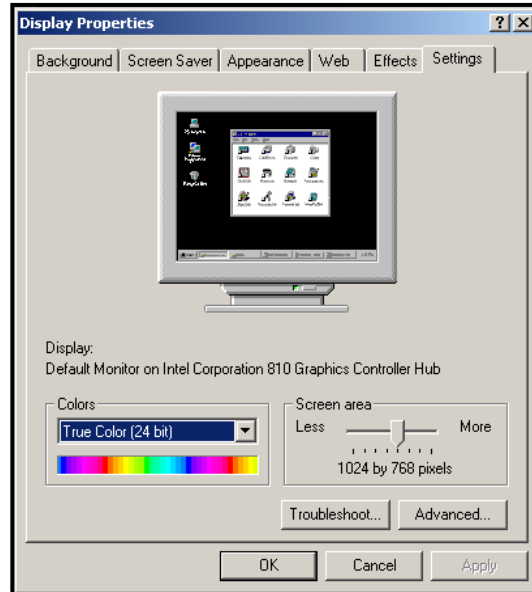 Display Properties
Background Screen Saver Appearance Web Effects Settings
Display:
Default Monitor on Intel Corporation 810 Graphics Controller Hub
Colors
True Color (24 bit)
Screen area
Less More
1024 by 768 pixels
Troubleshoot... Advanced...
OK Cancel Apply